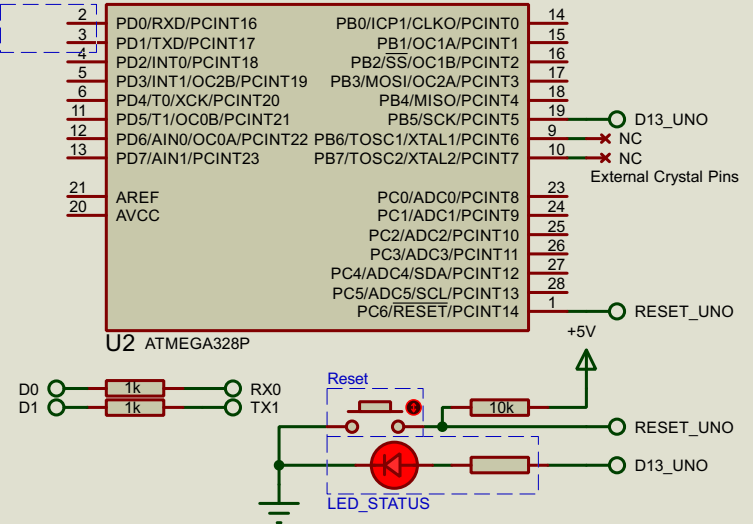 2 PD0/RXD/PCINT16 PB0/ICP1/CLKO/PCINT0 14
3 PD1/TXD/PCINT17 PB1/OC1A/PCINT1 15
4 PD2/INT0/PCINT18 PB2/SS/OC1B/PCINT2 16
5 PD3/INT1/OC2B/PCINT19 PB3/MOSI/OC2A/PCINT3 17
6 PD4/T0/XCK/PCINT20 PB4/MISO/PCINT4 18
11 PD5/T1/OC0B/PCINT21 PB5/SCK/PCINT5 19 D13_UNO
12 PD6/AIN0/OC0A/PCINT22 PB6/TOSC1/XTAL1/PCINT6 9 NC
13 PD7/AIN1/PCINT23 PB7/TOSC2/XTAL2/PCINT7 10 NC
External Crystal Pins
21 AREF PC0/ADC0/PCINT8 23
20 AVCC PC1/ADC1/PCINT9 24
PC2/ADC2/PCINT10 25
PC3/ADC3/PCINT11 26
PC4/ADC4/SDA/PCINT12 27
PC5/ADC5/SCL/PCINT13 28
PC6/RESET/PCINT14 1 RESET_UNO
U2 ATMEGA328P
+5V
Reset
D0 1k RX0
D1 1k TX1
10k
RESET_UNO
D13_UNO
LED_STATUS